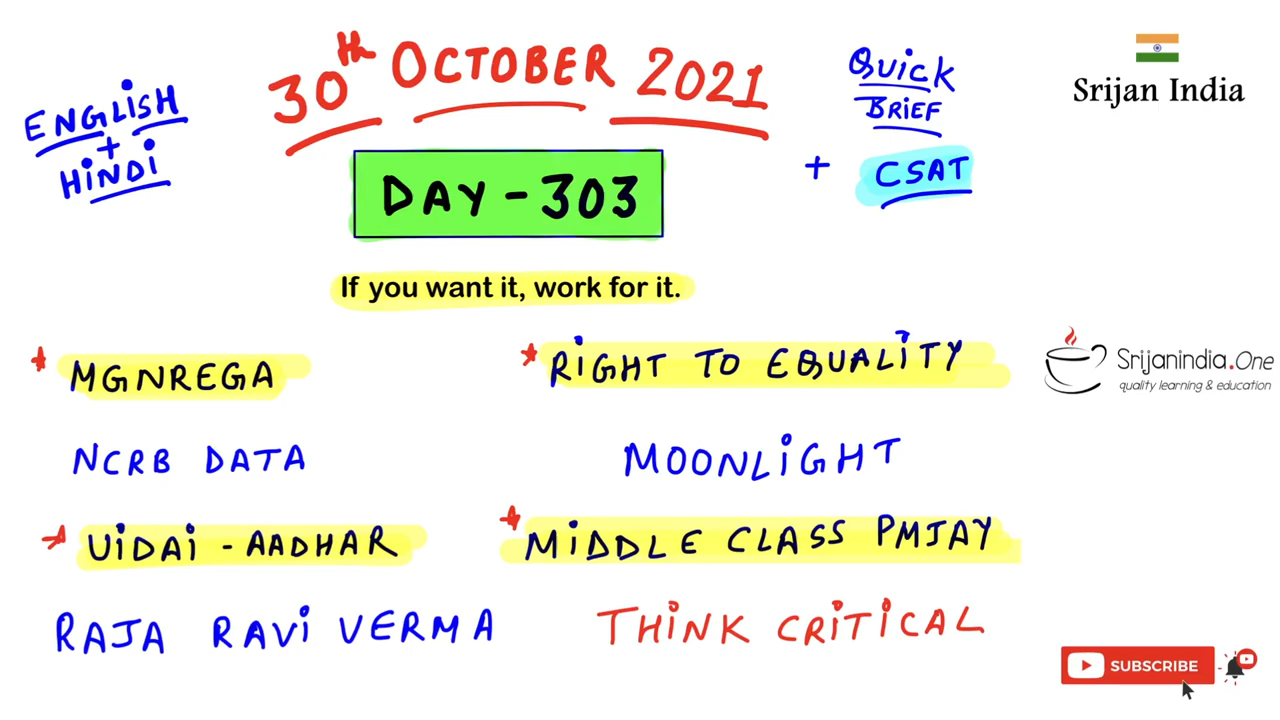 30th OCTOBER 2021
ENGLISH
+
HiNDi
QUicK
BRiEF
+ CSAT
Srijan India
DAY - 303
If you want it, work for it.
* MGNREGA
* RiGHT TO EQUALiTY
Srijanindia.One
quality learning & education
NCRB DATA
MOONLiGHT
* UiDAi - AADHAR
* MiDDLE CLASS PMJAY
RAJA RAVi VERMA
THiNK CRiTiCAL
SUBSCRIBE